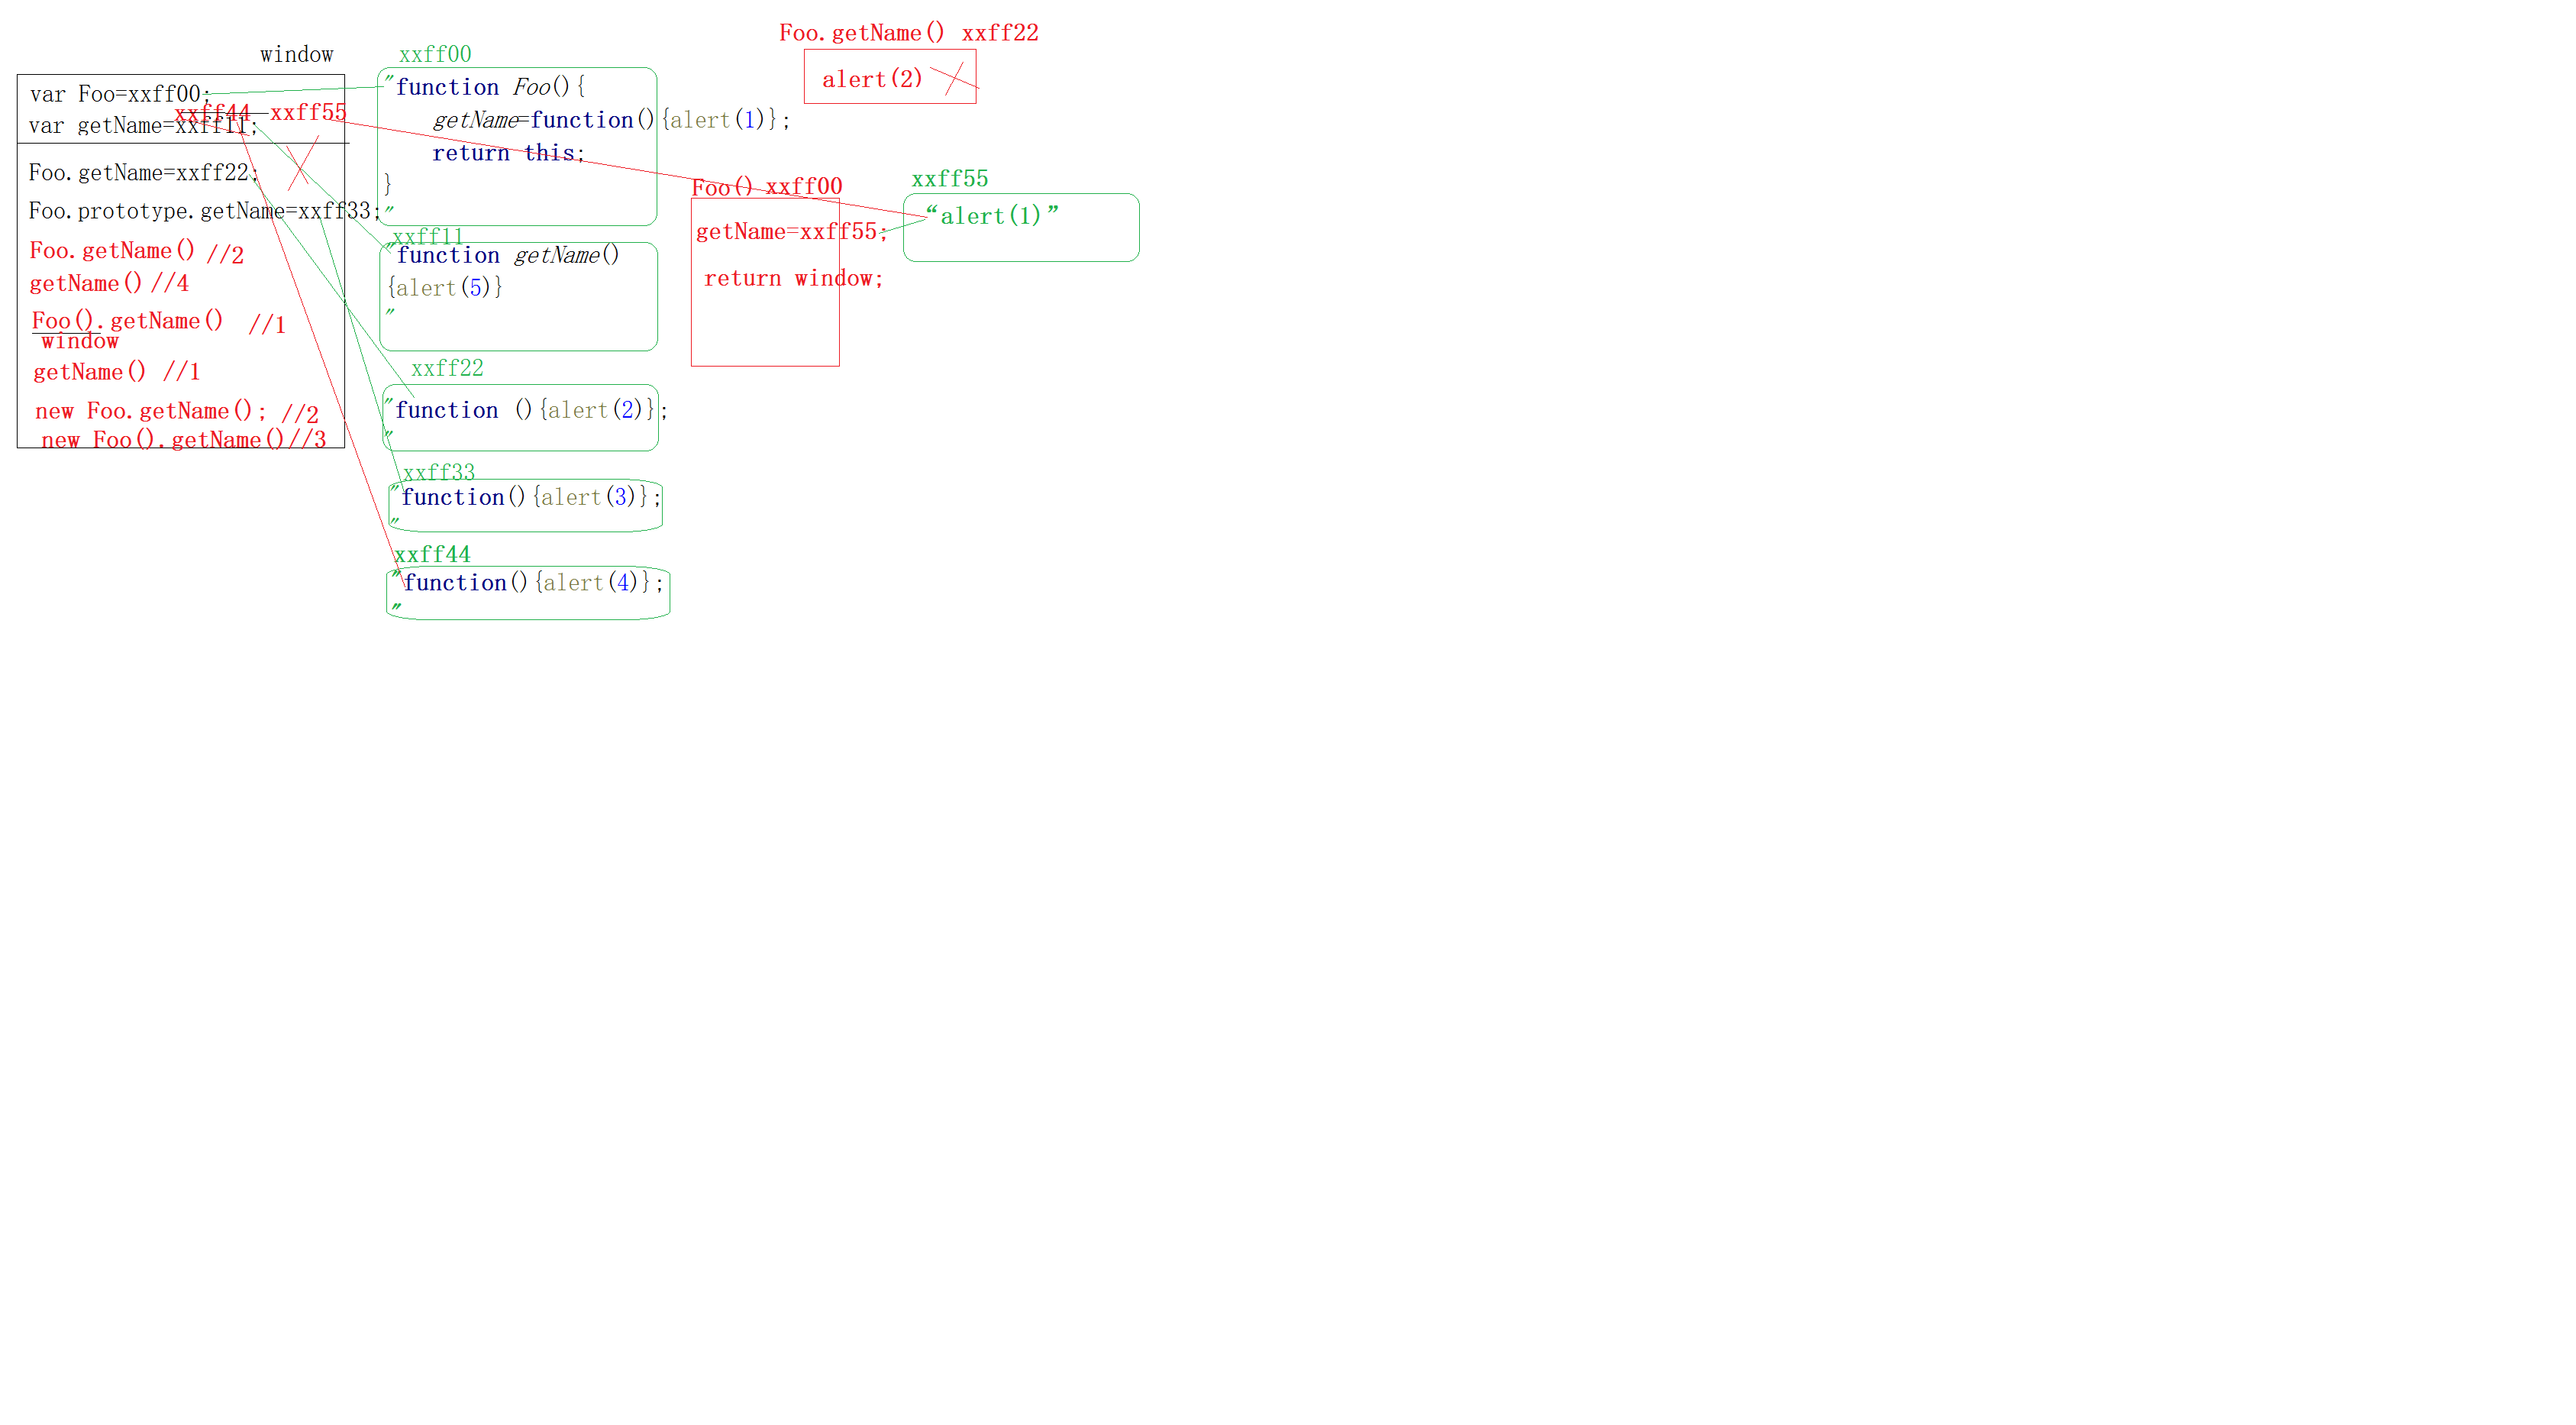 window
var Foo=xxff00;
xxff44 xxff55
var getName=xxff11;
Foo.getName=xxff22;
Foo.prototype.getName=xxff33;
Foo.getName() //2
getName() //4
Foo().getName() //1
window
getName() //1
new Foo.getName(); //2
new Foo().getName()//3
xxff00
"function Foo(){
getName=function(){alert(1)};
return this;
}
"
xxff11
"function getName()
{alert(5)}
"
xxff22
"function (){alert(2)};
"
xxff33
"function(){alert(3)};
"
xxff44
"function(){alert(4)};
"
Foo.getName() xxff22
alert(2)
Foo() xxff00
getName=xxff55;
return window;
xxff55
“alert(1)”